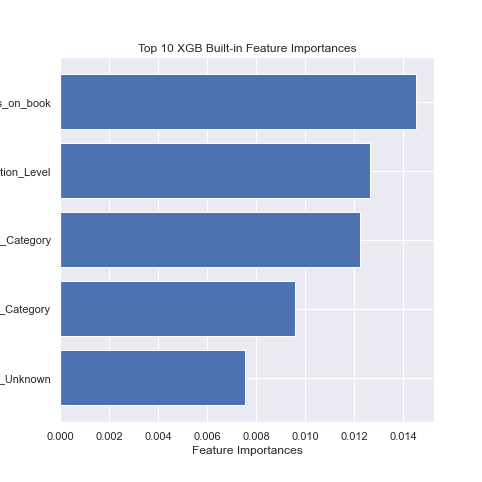 Top 10 XGB Built-in Feature Importances
s_on_book
tion_Level
_Category
_Category
_Unknown
0.000 0.002 0.004 0.006 0.008 0.010 0.012 0.014
Feature Importances